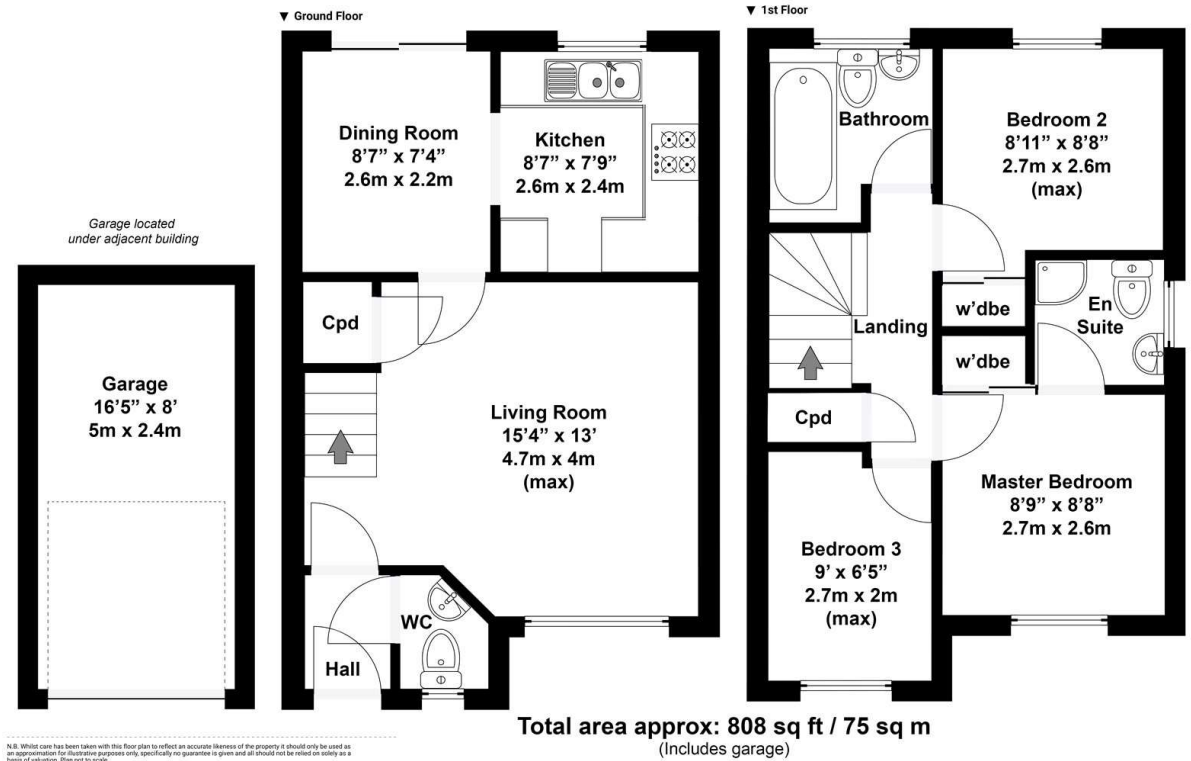 ▼ Ground Floor
▼ 1st Floor
Dining Room
8’7” x 7’4”
2.6m x 2.2m
Kitchen
8’7” x 7’9”
2.6m x 2.4m
Bathroom
Bedroom 2
8’11” x 8’8”
2.7m x 2.6m
(max)
Garage located
under adjacent building
Cpd
w’dbe
En
Suite
Landing
w’dbe
Garage
16’5” x 8’
5m x 2.4m
Living Room
15’4” x 13’
4.7m x 4m
(max)
Cpd
Master Bedroom
8’9” x 8’8”
2.7m x 2.6m
Bedroom 3
9’ x 6’5”
2.7m x 2m
(max)
WC
Hall
Total area approx: 808 sq ft / 75 sq m
(Includes garage)
N.B. Whilst care has been taken with this floor plan to reflect an accurate likeness of the property it should only be used as
an approximation for illustrative purposes only, specifically no guarantee is given and all should not be relied on solely as a
basis of valuation. Plan not to scale.